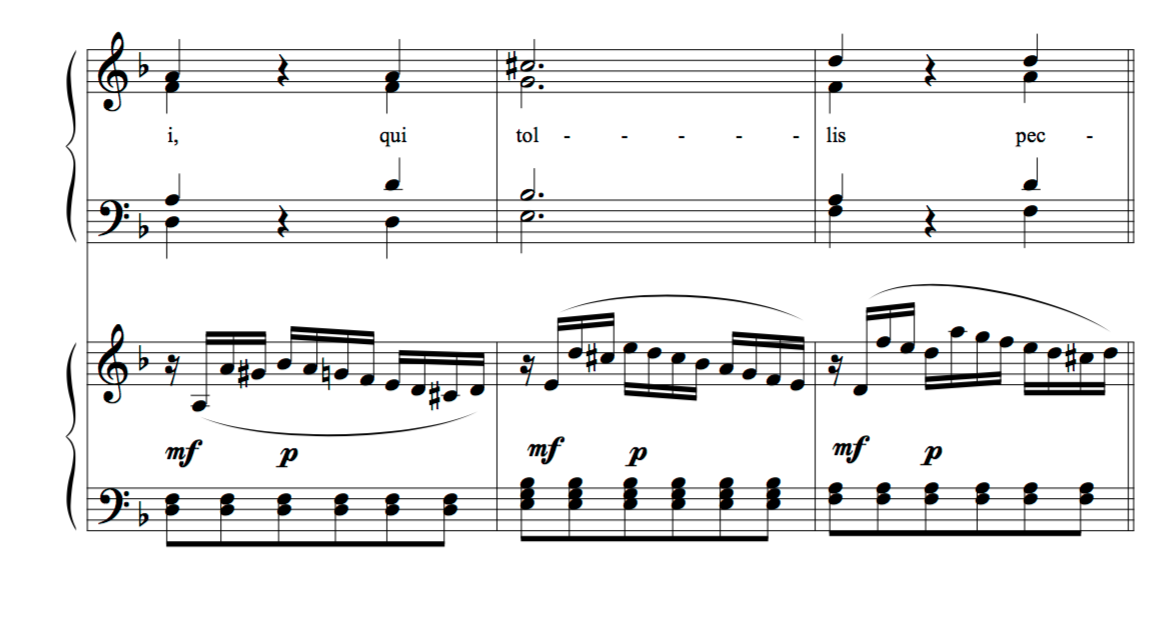 i, qui tol - - - - - lis pec -
mf p mf p mf p